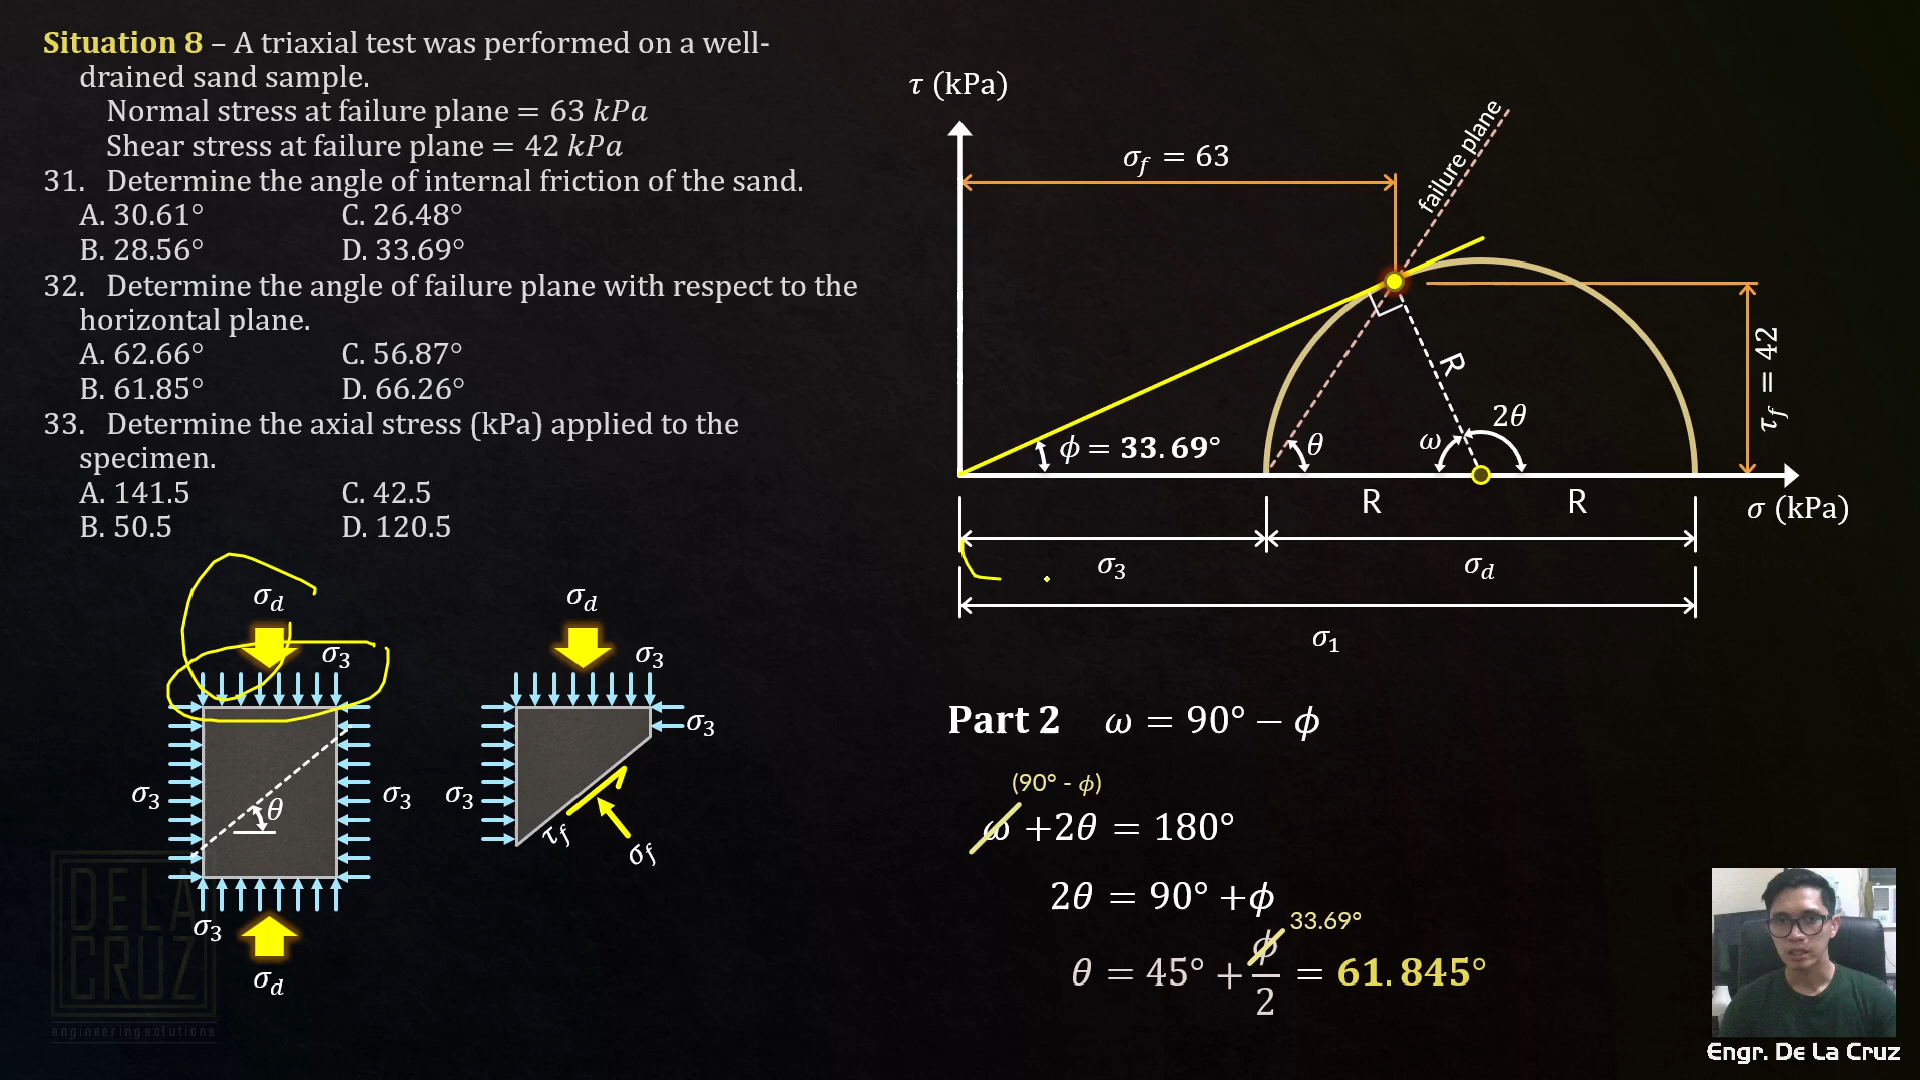 Situation 8 – A triaxial test was performed on a well-
drained sand sample.
Normal stress at failure plane = 63 kPa
Shear stress at failure plane = 42 kPa
31. Determine the angle of internal friction of the sand.
A. 30.61° C. 26.48°
B. 28.56° D. 33.69°
32. Determine the angle of failure plane with respect to the
horizontal plane.
A. 62.66° C. 56.87°
B. 61.85° D. 66.26°
33. Determine the axial stress (kPa) applied to the
specimen.
A. 141.5 C. 42.5
B. 50.5 D. 120.5
σd
σ3
σ3
θ
σ3
σ3
σd
σd
σ3
σ3
σ3
τf
σf
DELA
CRUZ
engineering solutions
τ (kPa)
σf = 63
failure plane
τf = 42
R
2θ
ω
θ
ϕ = 33.69°
R
R
σ (kPa)
σ3
σd
σ1
Part 2 ω = 90° − ϕ
(90° - ϕ)
ω +2θ = 180°
2θ = 90° +ϕ
33.69°
θ = 45° + ϕ/2 = 61.845°
Engr. De La Cruz